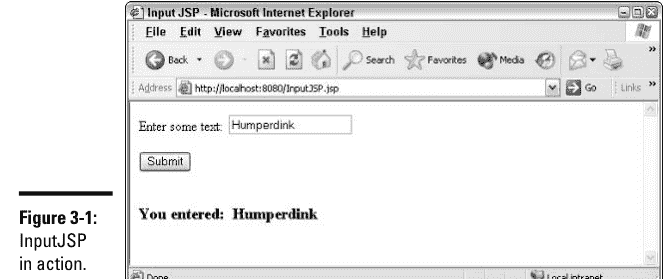 Input JSP - Microsoft Internet Explorer
File Edit View Favorites Tools Help
Back Search Favorites Media
Address http://localhost:8080/InputJSP.jsp Go Links
Enter some text: Humperdink
Submit
You entered: Humperdink
Figure 3-1:
InputJSP
in action.
Done Local intranet